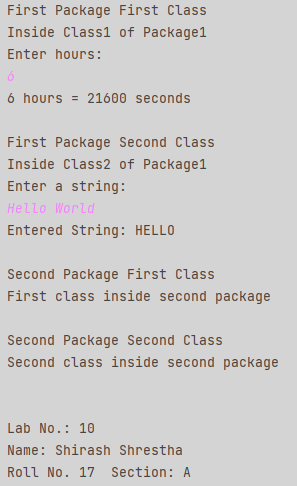 First Package First Class
Inside Class1 of Package1
Enter hours:
6
6 hours = 21600 seconds
First Package Second Class
Inside Class2 of Package1
Enter a string:
Hello World
Entered String: HELLO
Second Package First Class
First class inside second package
Second Package Second Class
Second class inside second package
Lab No.: 10
Name: Shirash Shrestha
Roll No. 17  Section: A